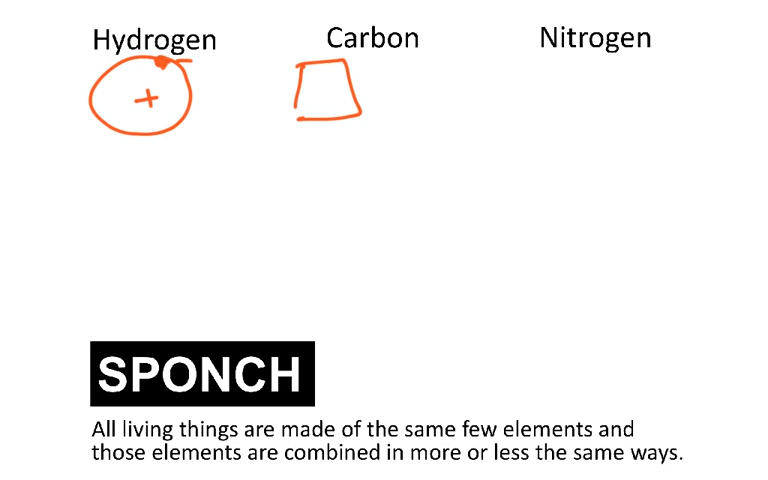 Hydrogen Carbon Nitrogen
+
SPONCH
All living things are made of the same few elements and
those elements are combined in more or less the same ways.